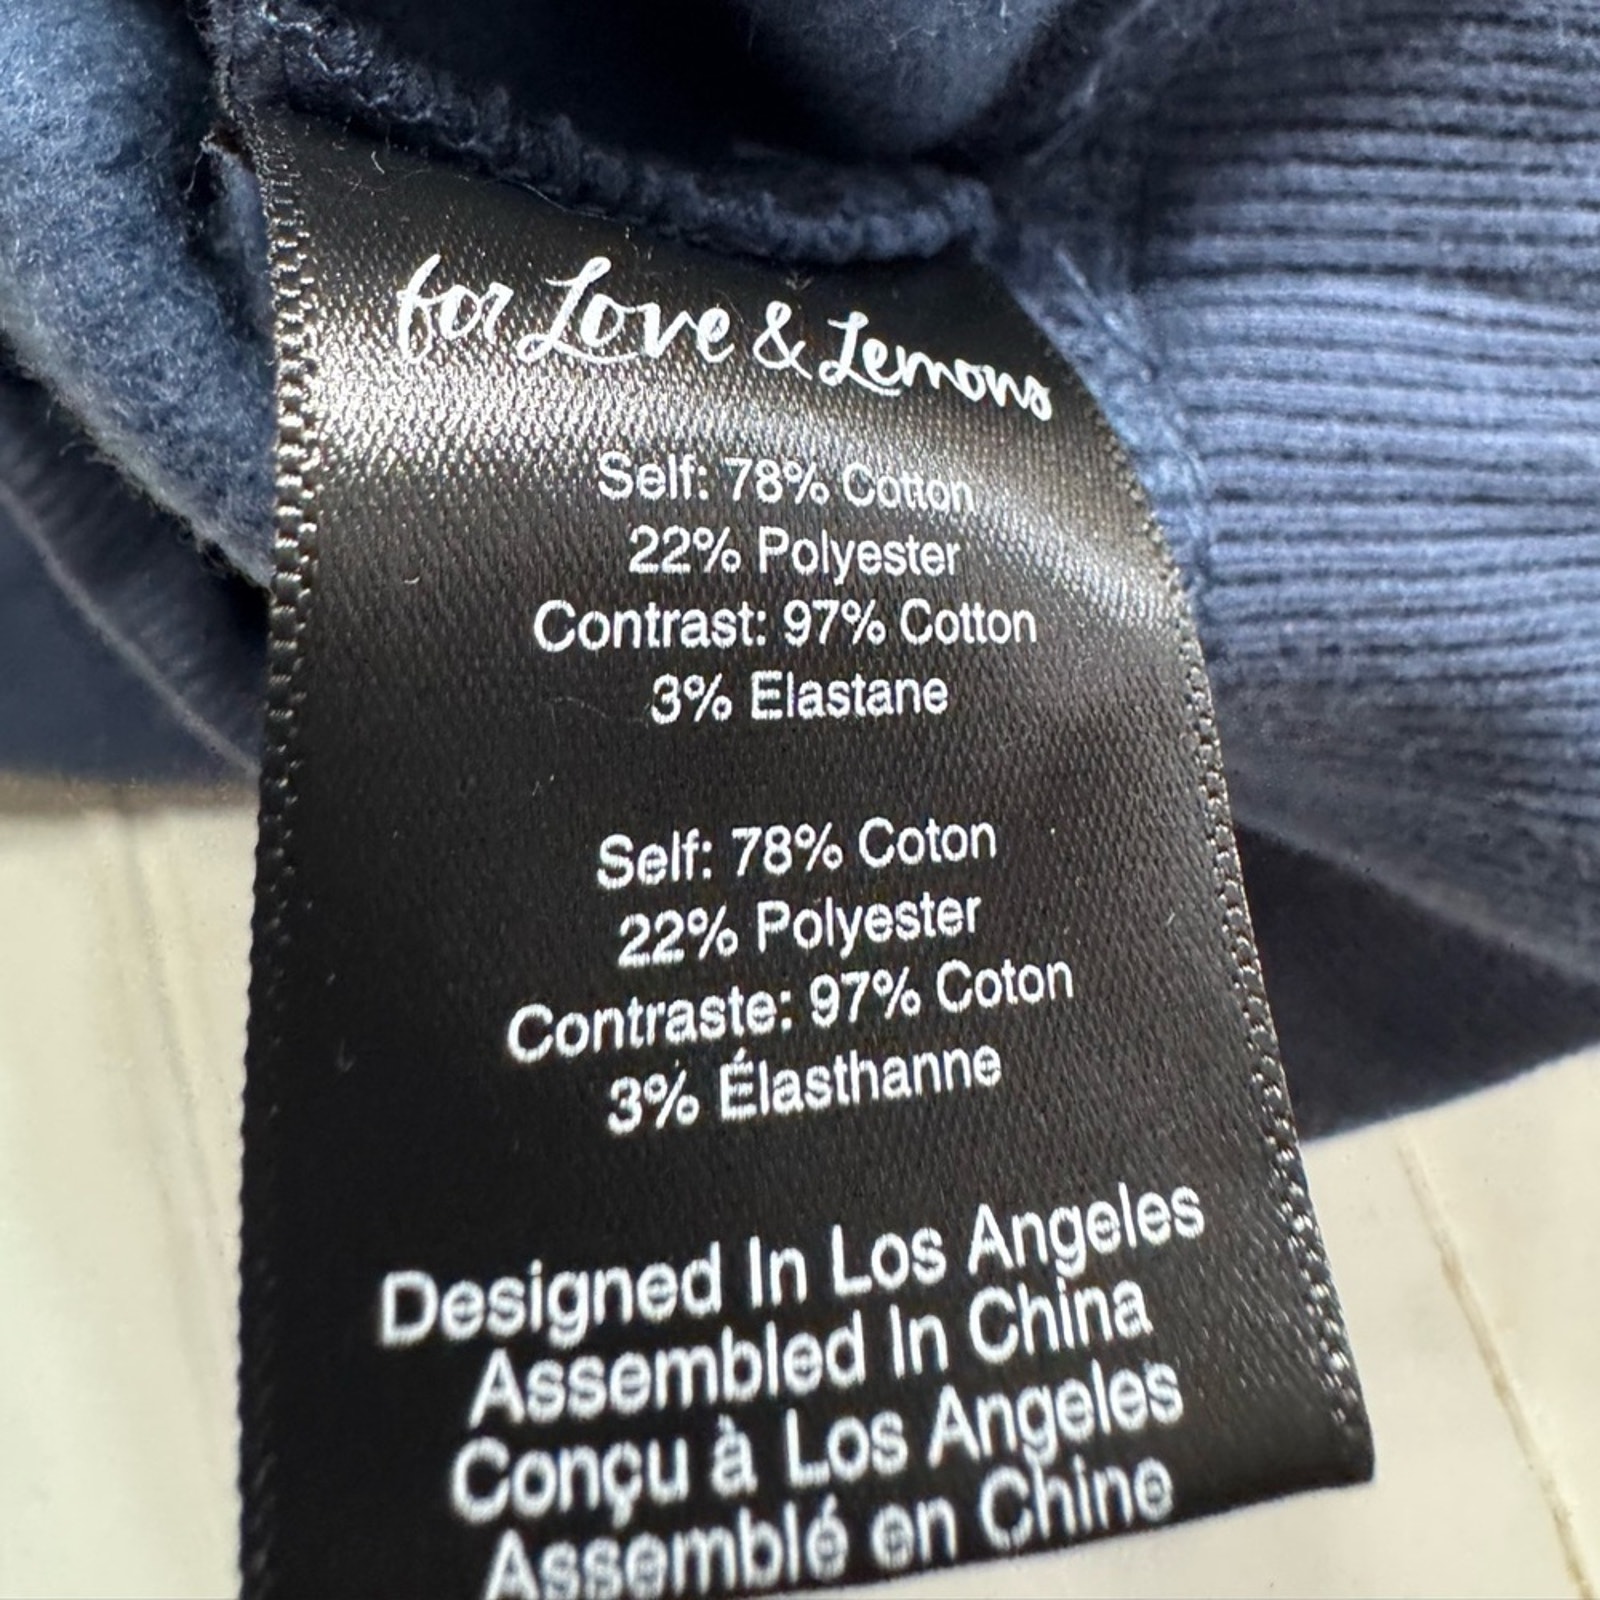 for Love & Lemons
Self: 78% Cotton
22% Polyester
Contrast: 97% Cotton
3% Elastane
Self: 78% Coton
22% Polyester
Contraste: 97% Coton
3% Élasthanne
Designed In Los Angeles
Assembled In China
Conçu à Los Angeles
Assemblé en Chine